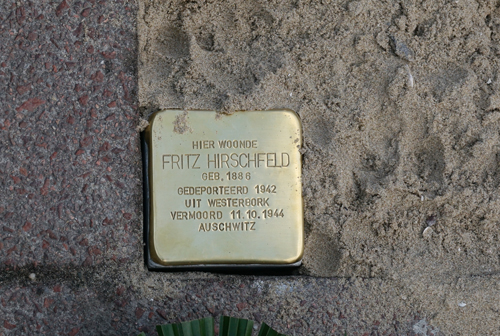 HIER WOONDE
FRITZ HIRSCHFELD
GEB. 1886
GEDEPORTEERD 1942
UIT WESTERBORK
VERMOORD 11.10.1944
AUSCHWITZ